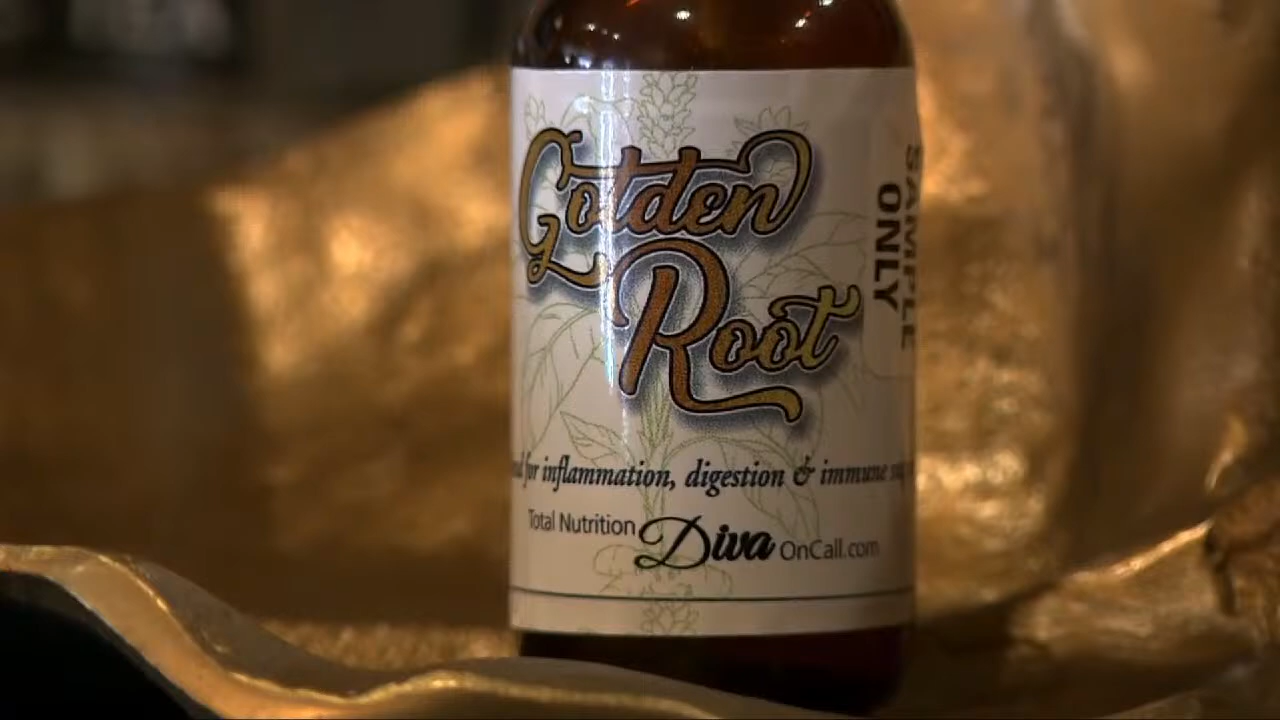 Golden
Root
for inflammation, digestion & immune
Total Nutrition Diva OnCall.com
SAMPLE
ONLY